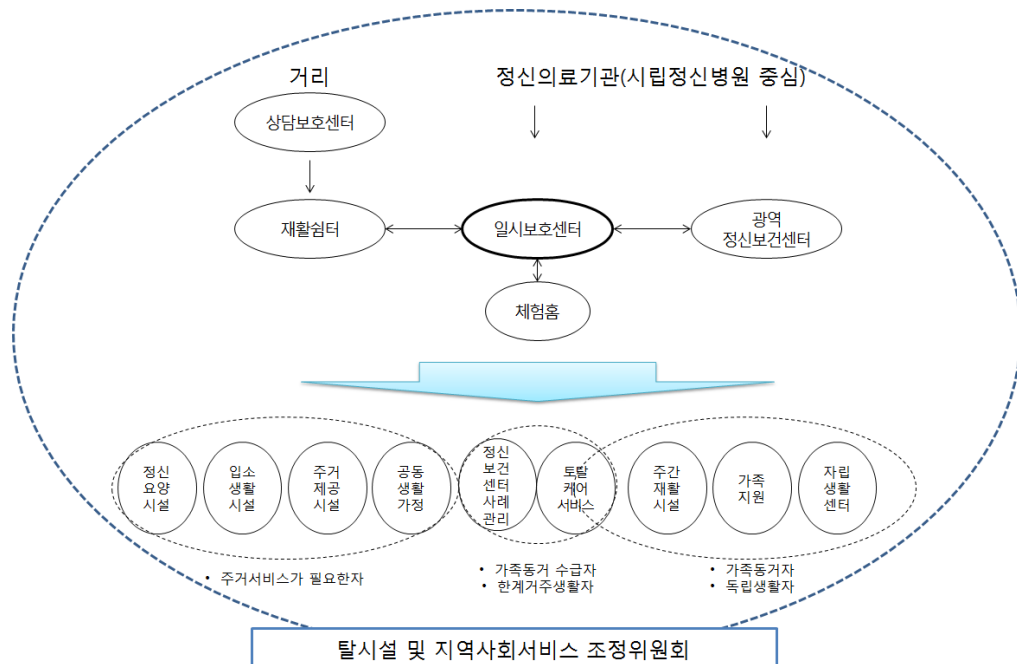 거리
정신의료기관(시립정신병원 중심)
상담보호센터
재활쉼터
일시보호센터
광역
정신보건센터
체험홈
정신
요양
시설
입소
생활
시설
주거
제공
시설
공동
생활
가정
정신
보건
센터
사례
관리
토탈
케어
서비스
주간
재활
시설
가족
지원
자립
생활
센터
• 주거서비스가 필요한자
• 가족동거 수급자
• 한계거주생활자
• 가족동거자
• 독립생활자
탈시설 및 지역사회서비스 조정위원회